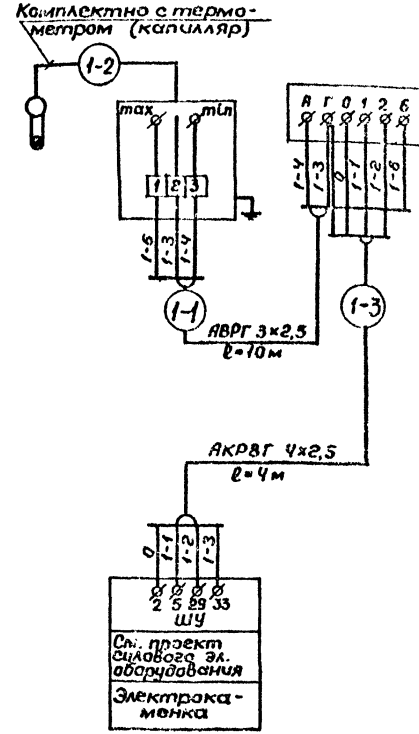 Комплектно с термо-
метром (капилляр)
1-2
max min
А Г 0 1 2 Б
1 2 3
1-4 1-3 0 1-1 1-2 1-6
1-6 1-3 1-4
1-1
1-3
АВРГ 3×2,5
ℓ=10м
АКРВГ 4×2,5
ℓ=4м
0 1-1 1-2 1-3
2 5 29 33
ШУ
См. проект
силового эл.
оборудования
Электрока-
менка